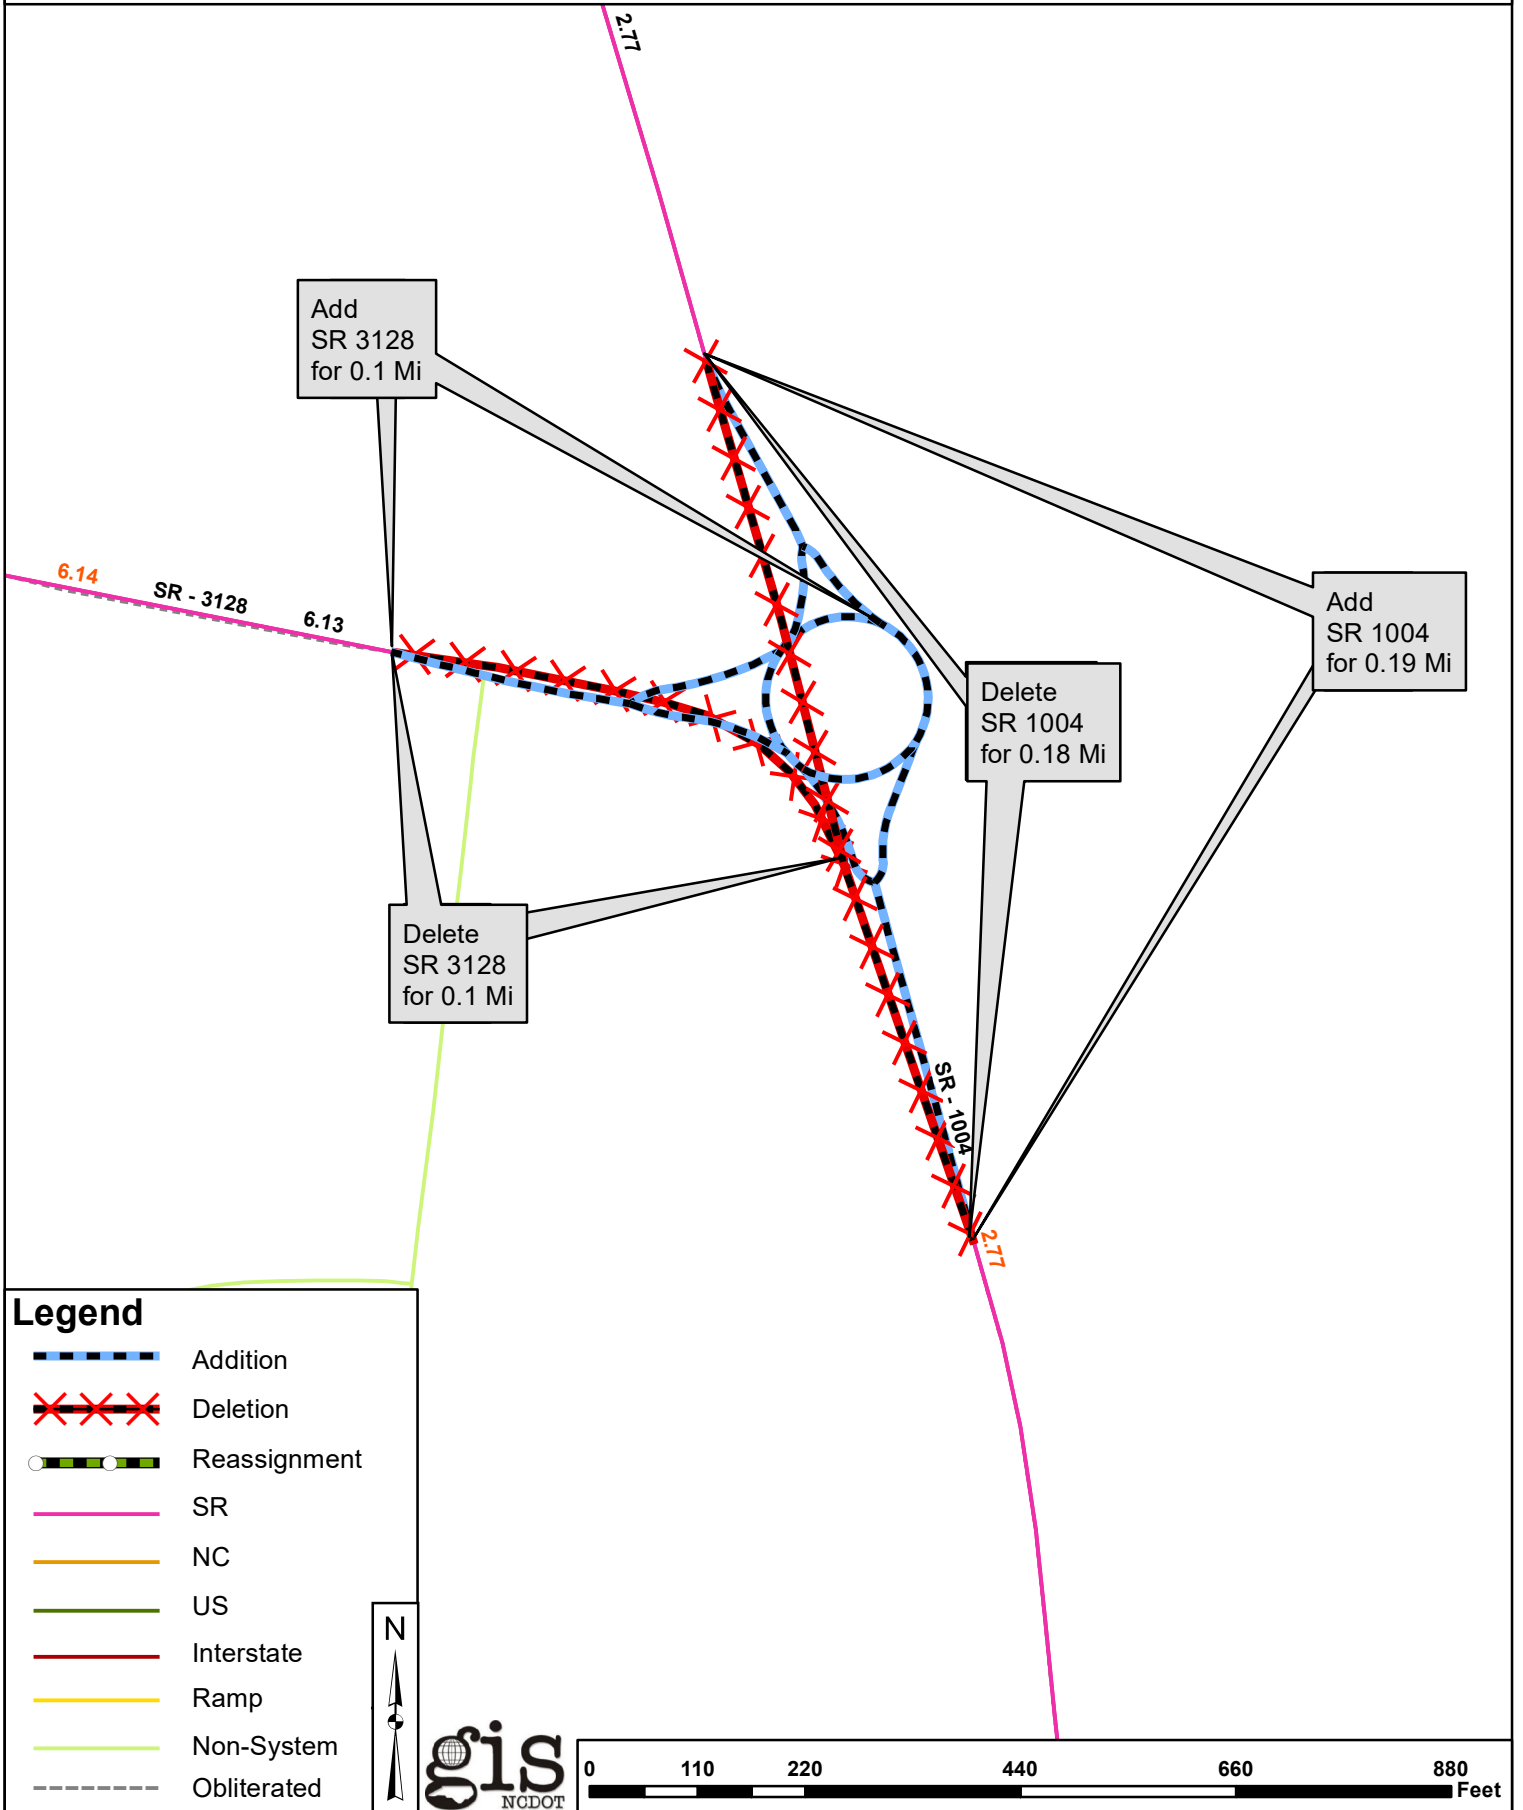 2.77
Add
SR 3128
for 0.1 Mi
6.14
SR - 3128
6.13
Add
SR 1004
for 0.19 Mi
Delete
SR 1004
for 0.18 Mi
Delete
SR 3128
for 0.1 Mi
SR - 1004
2.77
Legend
Addition
Deletion
Reassignment
SR
NC
US
Interstate
Ramp
Non-System
Obliterated
N
gis
NCDOT
0 110 220 440 660 880
Feet